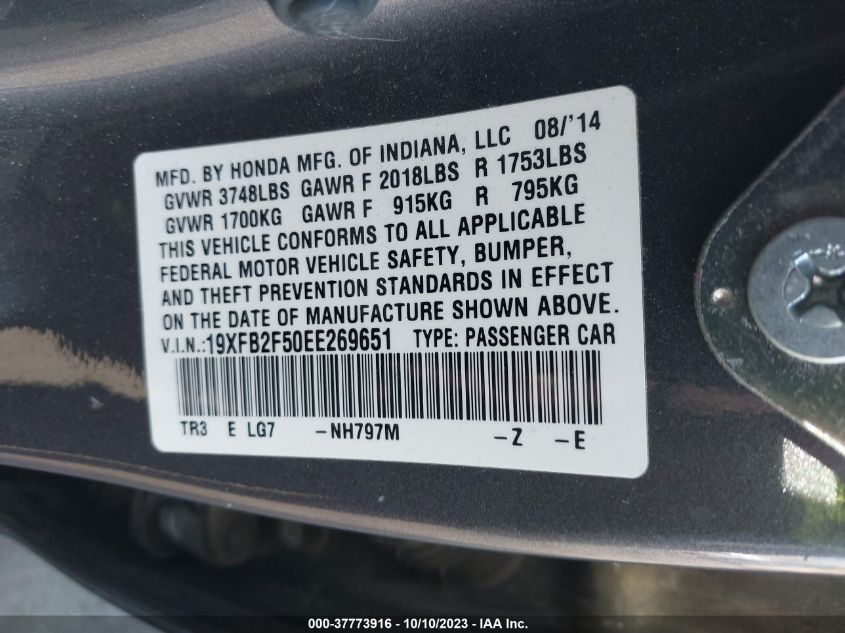 MFD. BY HONDA MFG. OF INDIANA, LLC 08/'14
GVWR 3748LBS GAWR F 2018LBS R 1753LBS
GVWR 1700KG GAWR F 915KG R 795KG
THIS VEHICLE CONFORMS TO ALL APPLICABLE
FEDERAL MOTOR VEHICLE SAFETY, BUMPER,
AND THEFT PREVENTION STANDARDS IN EFFECT
ON THE DATE OF MANUFACTURE SHOWN ABOVE.
V.I.N.:19XFB2F50EE269651 TYPE: PASSENGER CAR
TR3 E LG7 -NH797M -Z -E
000-37773916 - 10/10/2023 - IAA Inc.